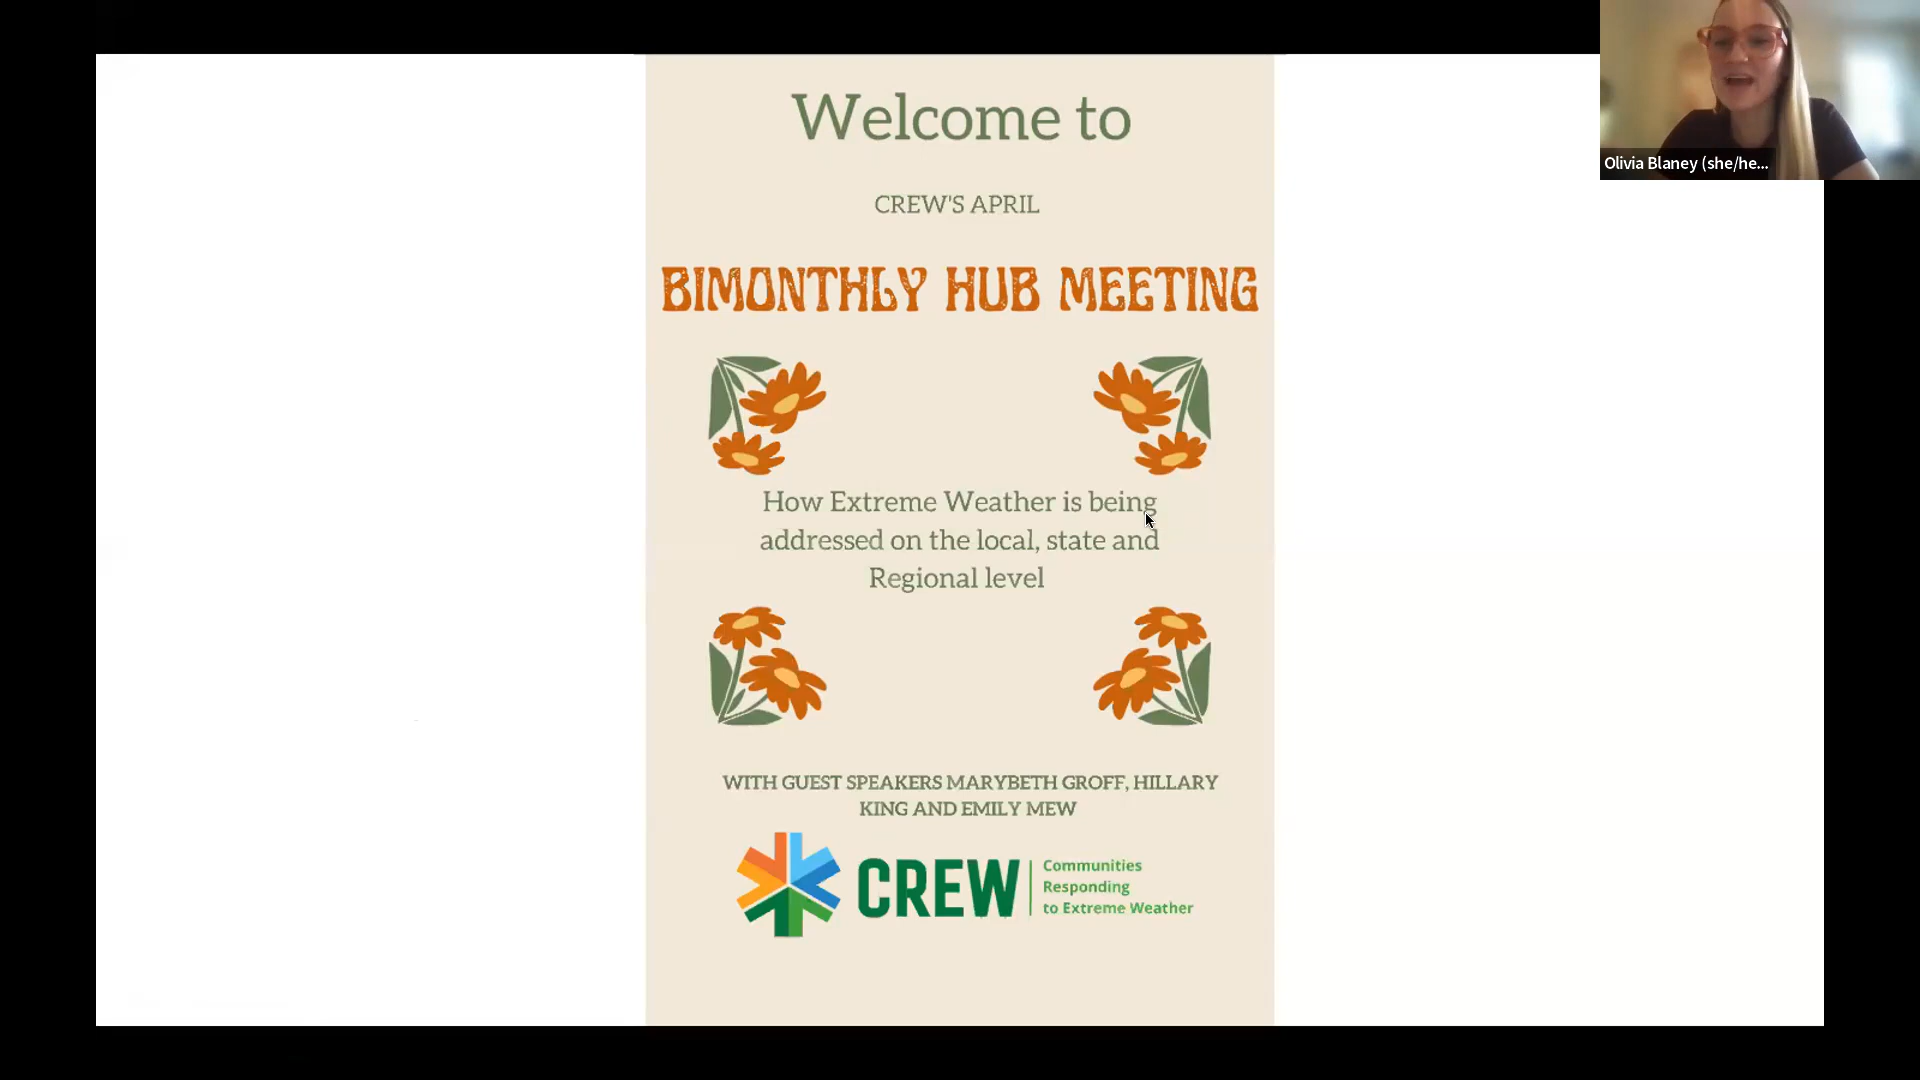 Welcome to
CREW'S APRIL
BIMONTHLY HUB MEETING
How Extreme Weather is being
addressed on the local, state and
Regional level
WITH GUEST SPEAKERS MARYBETH GROFF, HILLARY
KING AND EMILY MEW
CREW
Communities
Responding
to Extreme Weather
Olivia Blaney (she/he...